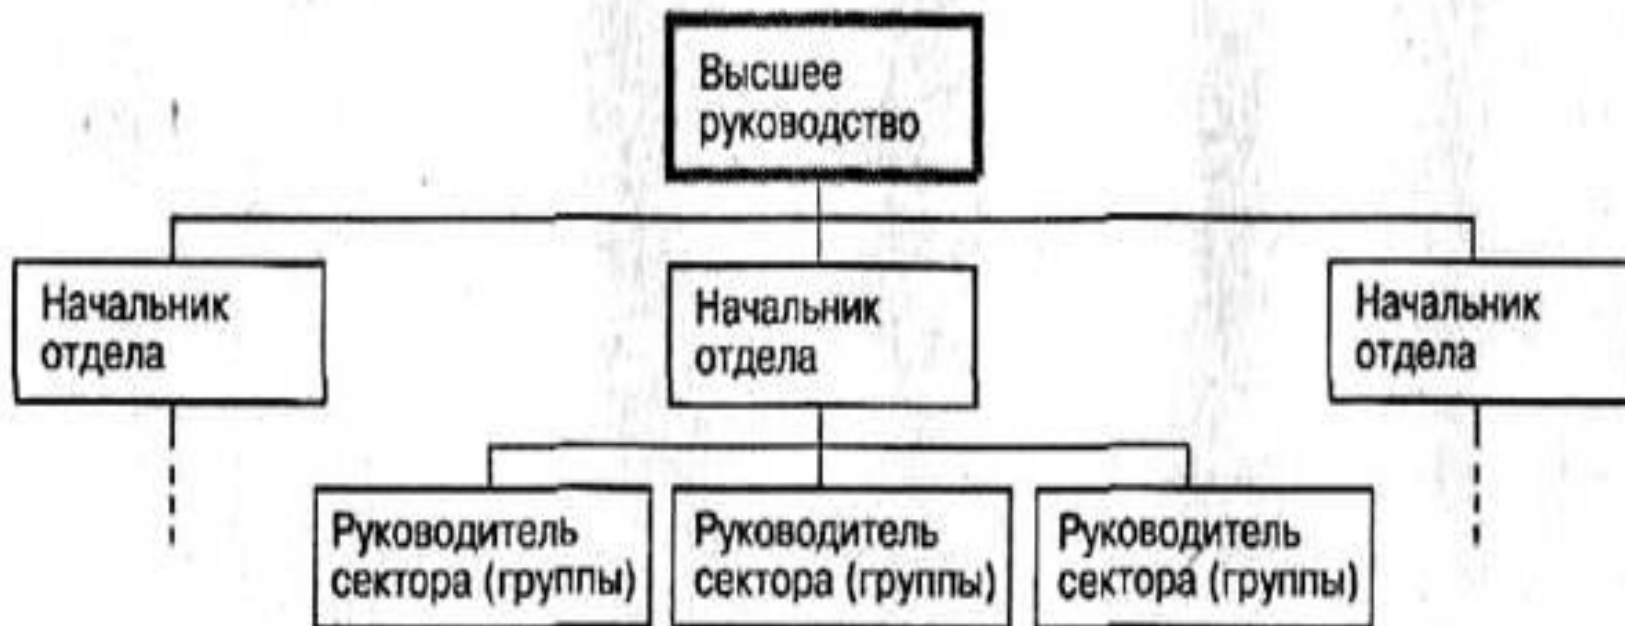 Высшее
руководство
Начальник
отдела
Начальник
отдела
Начальник
отдела
Руководитель
сектора (группы)
Руководитель
сектора (группы)
Руководитель
сектора (группы)